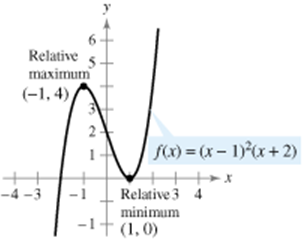 y
6
5
Relative
maximum
(−1, 4)
3
2
1
f(x) = (x − 1)²(x + 2)
x
−4 −3 −1 Relative 3 4
minimum
−1 (1, 0)